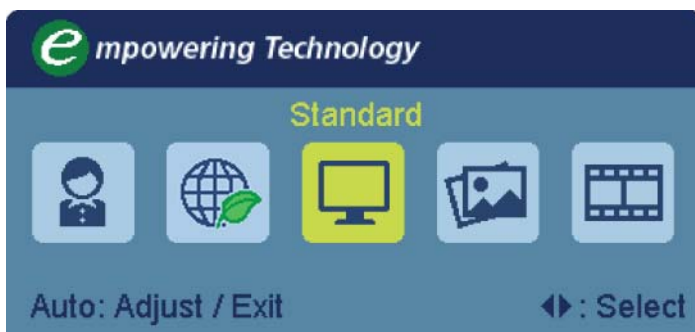 empowering Technology
Standard
Auto: Adjust / Exit
◄► : Select